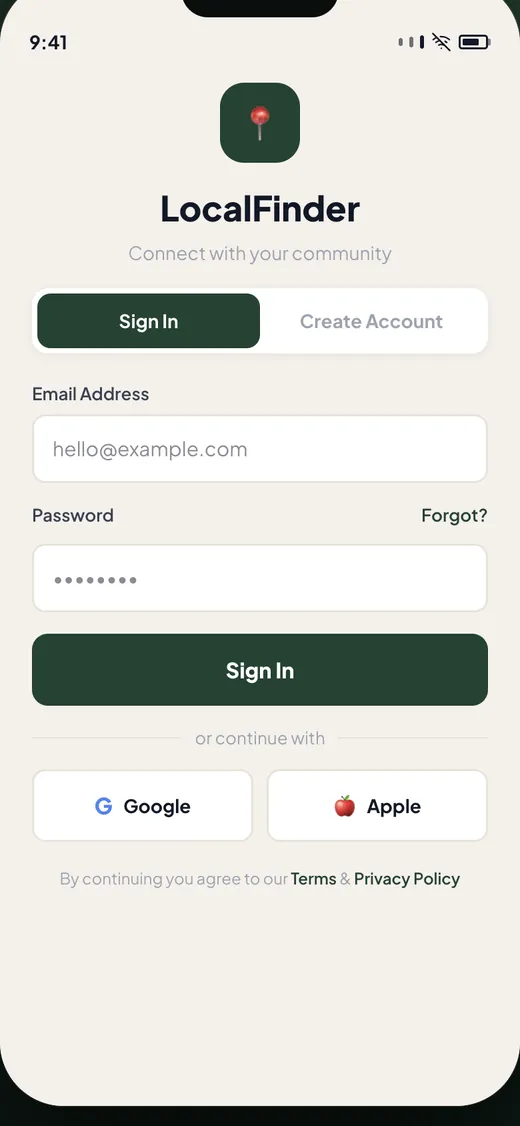 9:41
LocalFinder
Connect with your community
Sign In
Create Account
Email Address
hello@example.com
Password
Forgot?
••••••••
Sign In
or continue with
G Google
Apple
By continuing you agree to our Terms & Privacy Policy